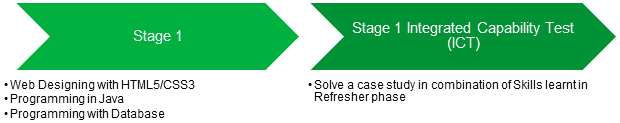 Stage 1
• Web Designing with HTML5/CSS3
• Programming in Java
• Programming with Database
Stage 1 Integrated Capability Test
(ICT)
• Solve a case study in combination of Skills learnt in
Refresher phase